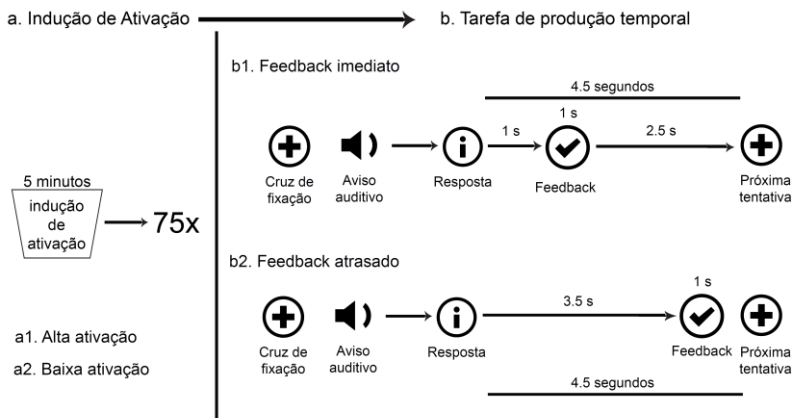 a. Indução de Ativação
b. Tarefa de produção temporal
5 minutos
indução
de
ativação
75x
a1. Alta ativação
a2. Baixa ativação
b1. Feedback imediato
4.5 segundos
1 s
1 s
2.5 s
Cruz de
fixação
Aviso
auditivo
Resposta
Feedback
Próxima
tentativa
b2. Feedback atrasado
1 s
3.5 s
Cruz de
fixação
Aviso
auditivo
Resposta
Feedback
Próxima
tentativa
4.5 segundos